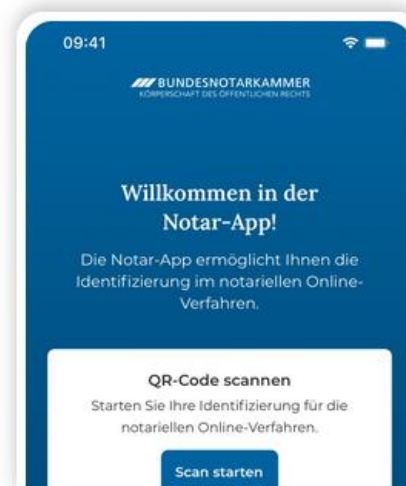 09:41
BUNDESNOTARKAMMER
KÖRPERSCHAFT DES ÖFFENTLICHEN RECHTS
Willkommen in der
Notar-App!
Die Notar-App ermöglicht Ihnen die
Identifizierung im notariellen Online-
Verfahren.
QR-Code scannen
Starten Sie Ihre Identifizierung für die
notariellen Online-Verfahren.
Scan starten